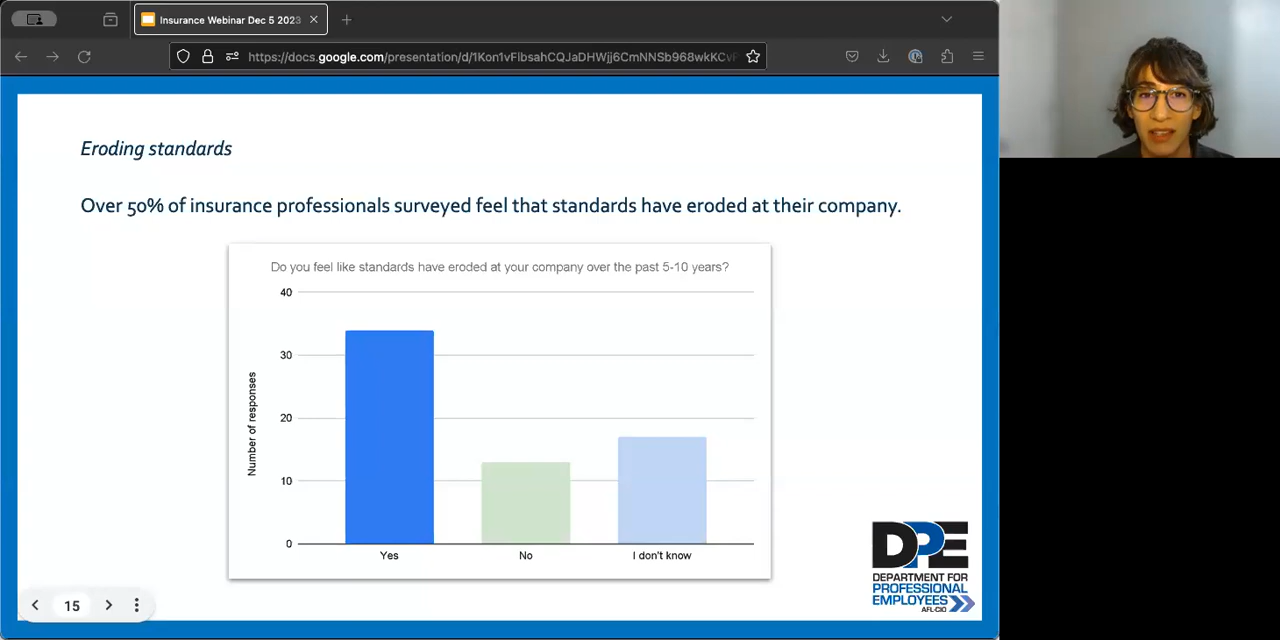 Insurance Webinar Dec 5 2023
https://docs.google.com/presentation/d/
Eroding standards
Over 50% of insurance professionals surveyed feel that standards have eroded at their company.
Do you feel like standards have eroded at your company over the past 5-10 years?
40
30
20
10
0
Number of responses
Yes
No
I don't know
DPE
DEPARTMENT FOR
PROFESSIONAL
EMPLOYEES
AFL-CIO
15